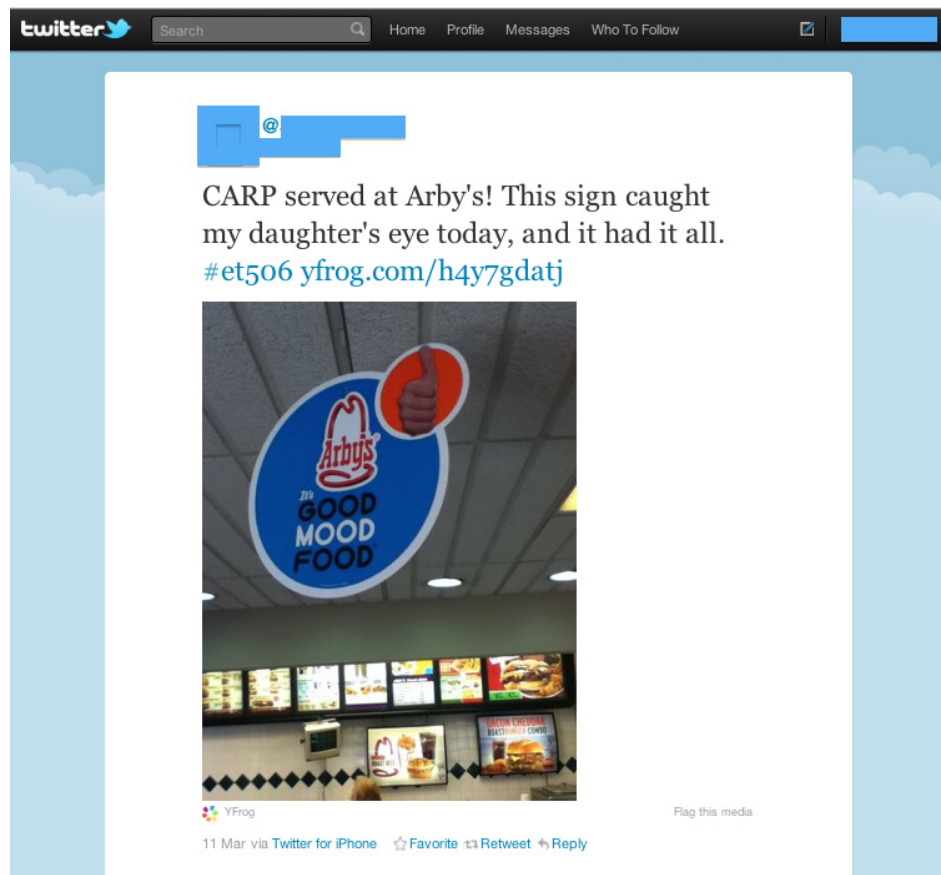 twitter
Search
Home Profile Messages Who To Follow
@
CARP served at Arby's! This sign caught
my daughter's eye today, and it had it all.
#et506 yfrog.com/h4y7gdatj
Arby's
It's
GOOD
MOOD
FOOD
BACON CHEDDAR
ROASTBURGER COMBO
YFrog
Flag this media
11 Mar via Twitter for iPhone Favorite Retweet Reply